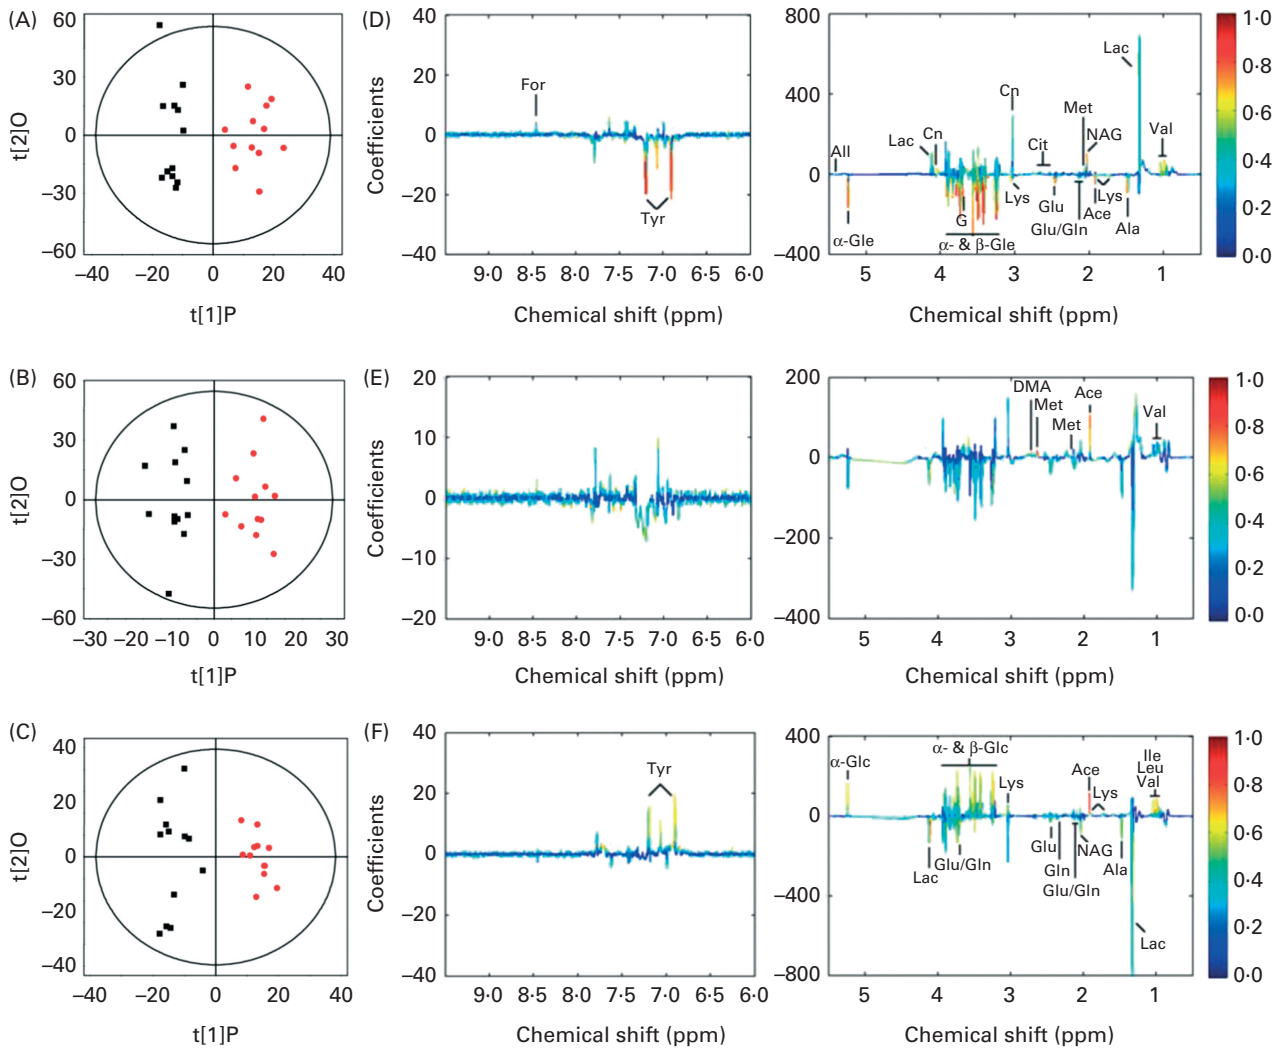 (A)
60
30
0
−30
−60
t[2]O
−40 −20 0 20 40
t[1]P
(D)
40
20
0
−20
−40
Coefficients
For
Tyr
9·0 8·5 8·0 7·5 7·0 6·5 6·0
Chemical shift (ppm)
800
400
0
−400
All
α-Gle
Lac
Cn
G
α- & β-Gle
Cn
Lys
Cit
Glu
Met
NAG
Glu/Gln
Ace
Lys
Ala
Lac
Val
5 4 3 2 1
Chemical shift (ppm)
1·0
0·8
0·6
0·4
0·2
0·0
(B)
60
30
0
−30
−60
t[2]O
−30 −20 −10 0 10 20 30
t[1]P
(E)
20
10
0
−10
−20
Coefficients
9·0 8·5 8·0 7·5 7·0 6·5 6·0
Chemical shift (ppm)
200
0
−200
−400
DMA
Met
Met
Ace
Val
5 4 3 2 1
Chemical shift (ppm)
1·0
0·8
0·6
0·4
0·2
0·0
(C)
40
20
0
−20
−40
t[2]O
−40 −20 0 20 40
t[1]P
(F)
40
20
0
−20
−40
Coefficients
Tyr
9·0 8·5 8·0 7·5 7·0 6·5 6·0
Chemical shift (ppm)
400
0
−400
−800
α-Glc
α- & β-Glc
Lac
Glu/Gln
Lys
Glu
Gln
Glu/Gln
NAG
Ace
Lys
Ala
Ile
Leu
Val
Lac
5 4 3 2 1
Chemical shift (ppm)
1·0
0·8
0·6
0·4
0·2
0·0